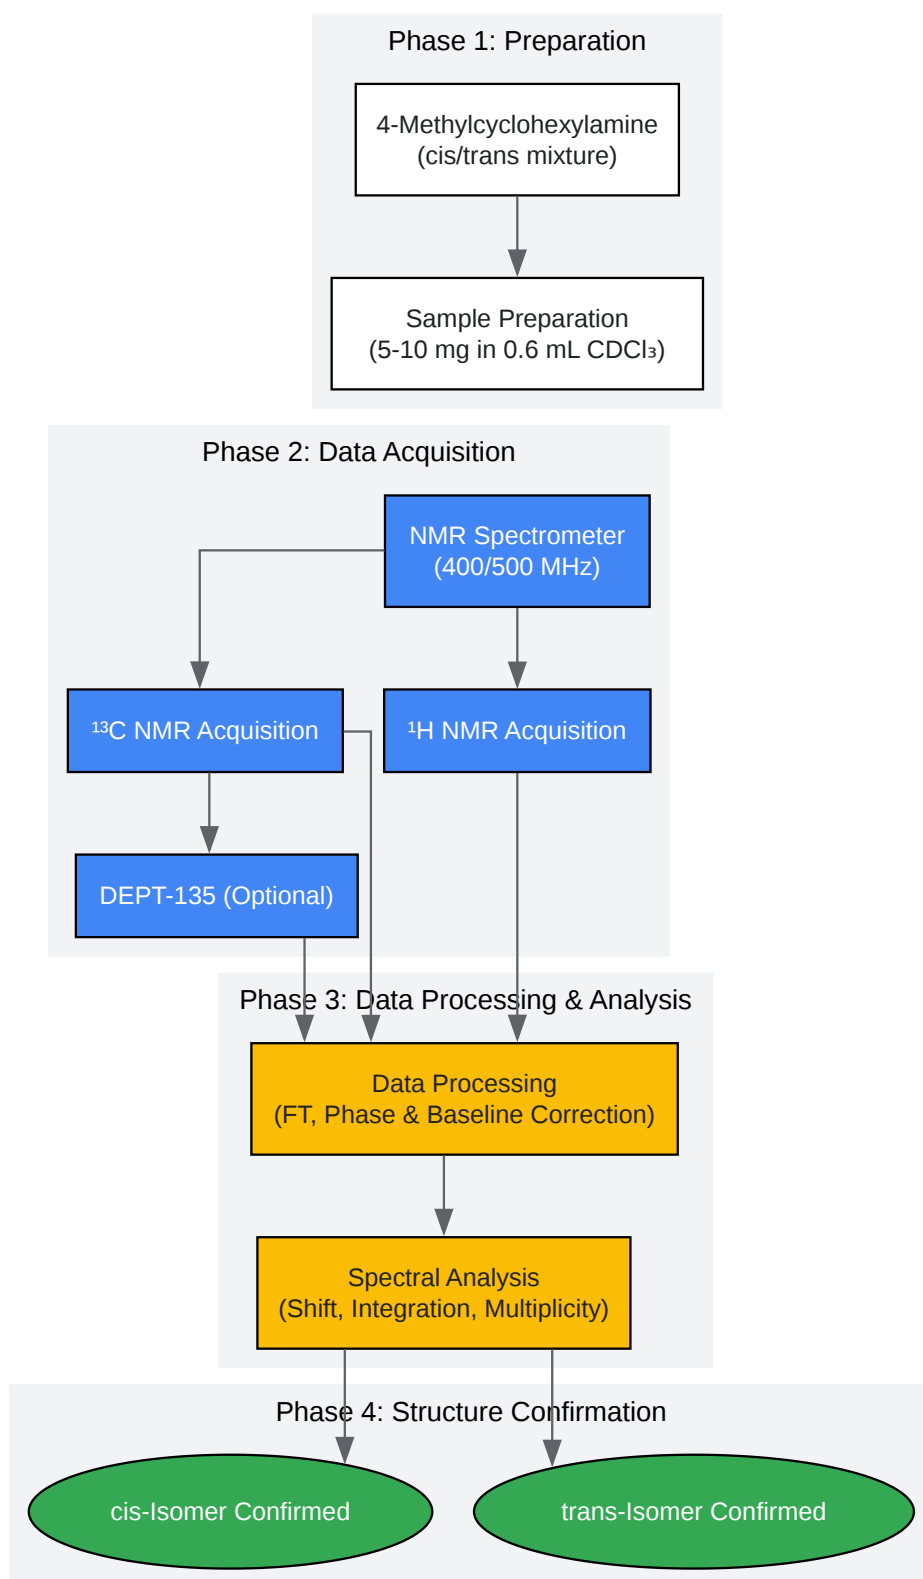 Phase 1: Preparation
4-Methylcyclohexylamine
(cis/trans mixture)
Sample Preparation
(5-10 mg in 0.6 mL CDCl₃)
Phase 2: Data Acquisition
NMR Spectrometer
(400/500 MHz)
¹³C NMR Acquisition
¹H NMR Acquisition
DEPT-135 (Optional)
Phase 3: Data Processing & Analysis
Data Processing
(FT, Phase & Baseline Correction)
Spectral Analysis
(Shift, Integration, Multiplicity)
Phase 4: Structure Confirmation
cis-Isomer Confirmed
trans-Isomer Confirmed